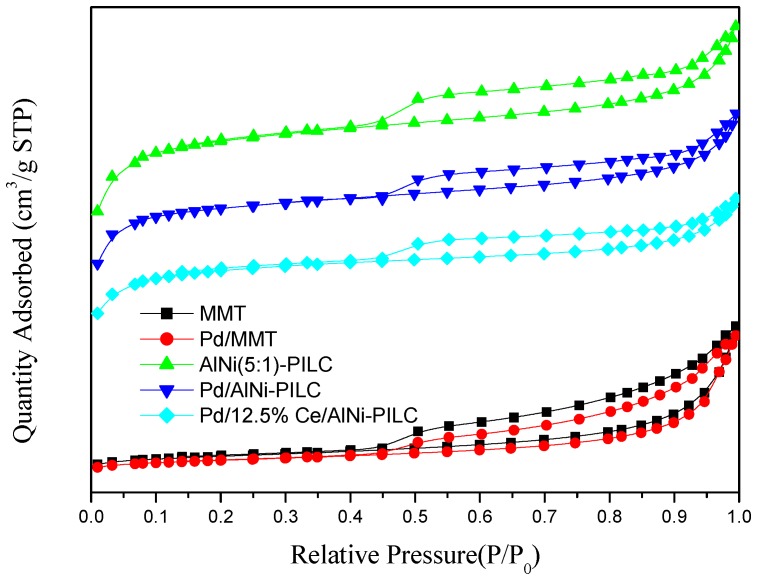 Quantity Adsorbed (cm³/g STP)
MMT
Pd/MMT
AlNi(5:1)-PILC
Pd/AlNi-PILC
Pd/12.5% Ce/AlNi-PILC
0.0 0.1 0.2 0.3 0.4 0.5 0.6 0.7 0.8 0.9 1.0
Relative Pressure(P/P₀)